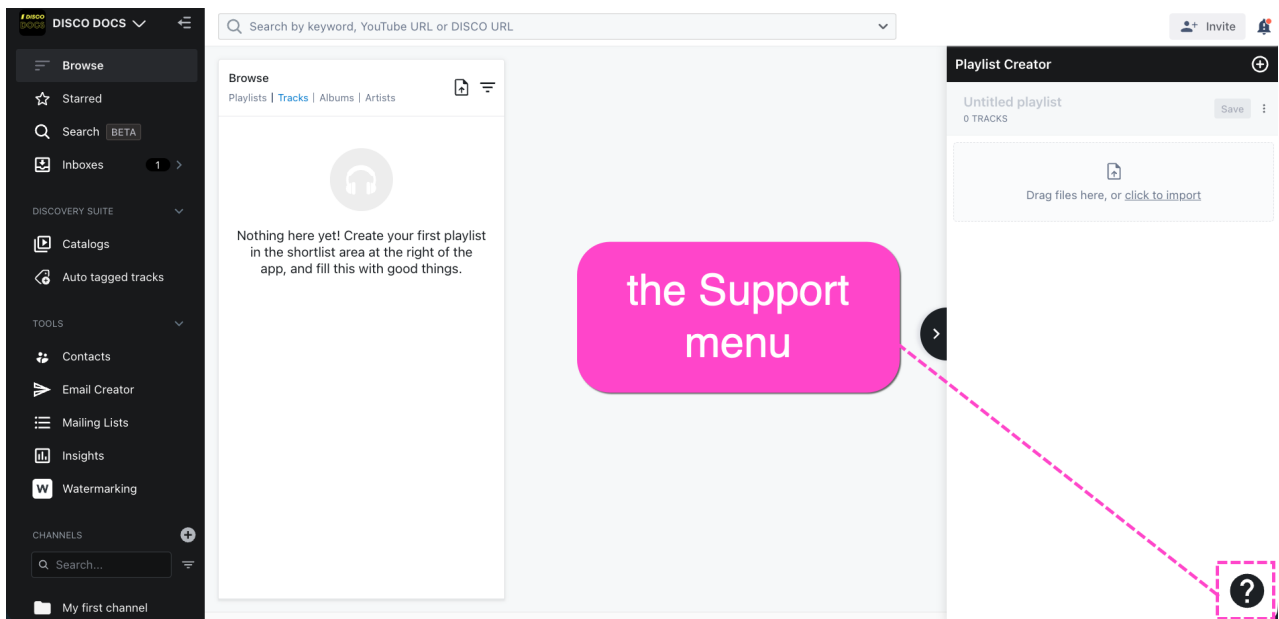 DISCO
DOCS
DISCO DOCS
Browse
Starred
Search BETA
Inboxes 1
DISCOVERY SUITE
Catalogs
Auto tagged tracks
TOOLS
Contacts
Email Creator
Mailing Lists
Insights
W Watermarking
CHANNELS
Search...
My first channel
Search by keyword, YouTube URL or DISCO URL
Invite
Browse
Playlists | Tracks | Albums | Artists
Nothing here yet! Create your first playlist
in the shortlist area at the right of the
app, and fill this with good things.
the Support
menu
Playlist Creator
Untitled playlist
0 TRACKS
Save
Drag files here, or click to import
?